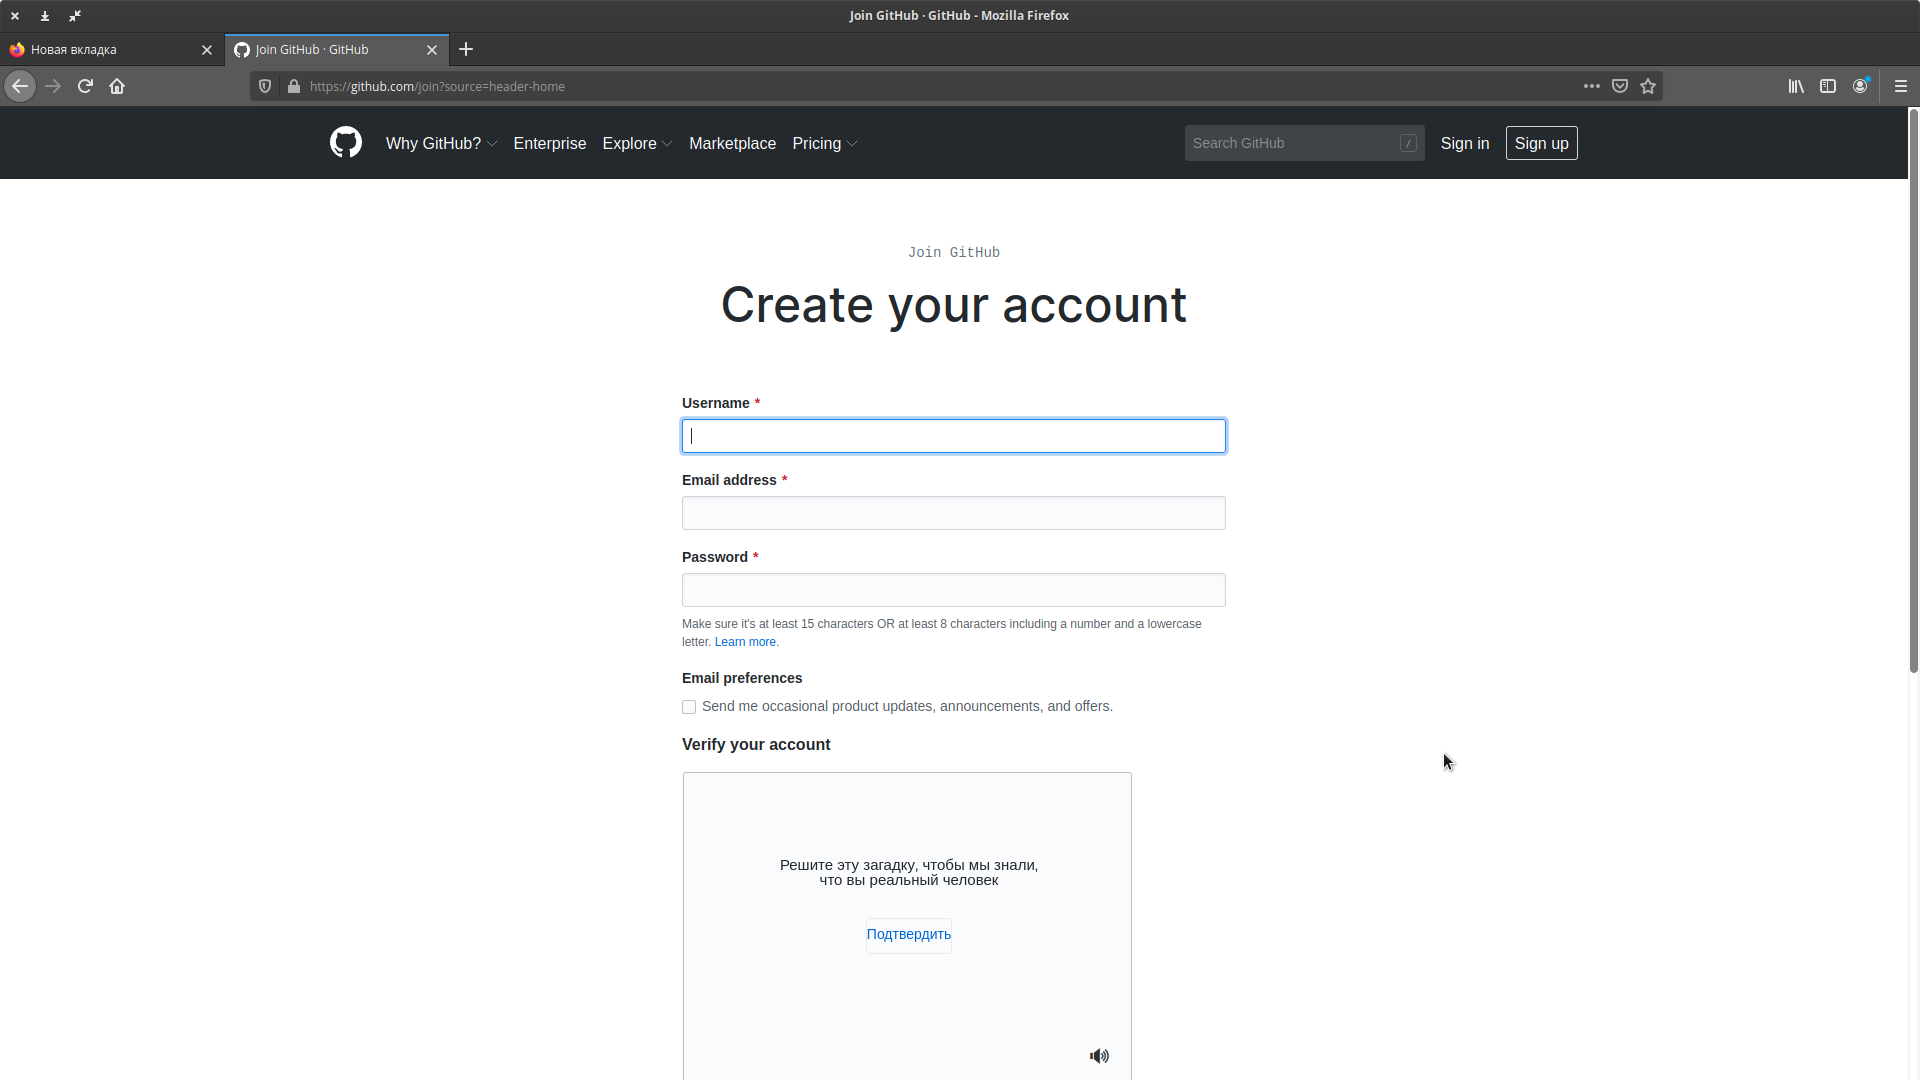 Join GitHub · GitHub - Mozilla Firefox
Новая вкладка
Join GitHub · GitHub
https://github.com/join?source=header-home
Why GitHub?
Enterprise
Explore
Marketplace
Pricing
Search GitHub
/
Sign in
Sign up
Join GitHub
Create your account
Username *
Email address *
Password *
Make sure it's at least 15 characters OR at least 8 characters including a number and a lowercase
letter. Learn more.
Email preferences
Send me occasional product updates, announcements, and offers.
Verify your account
Решите эту загадку, чтобы мы знали,
что вы реальный человек
Подтвердить